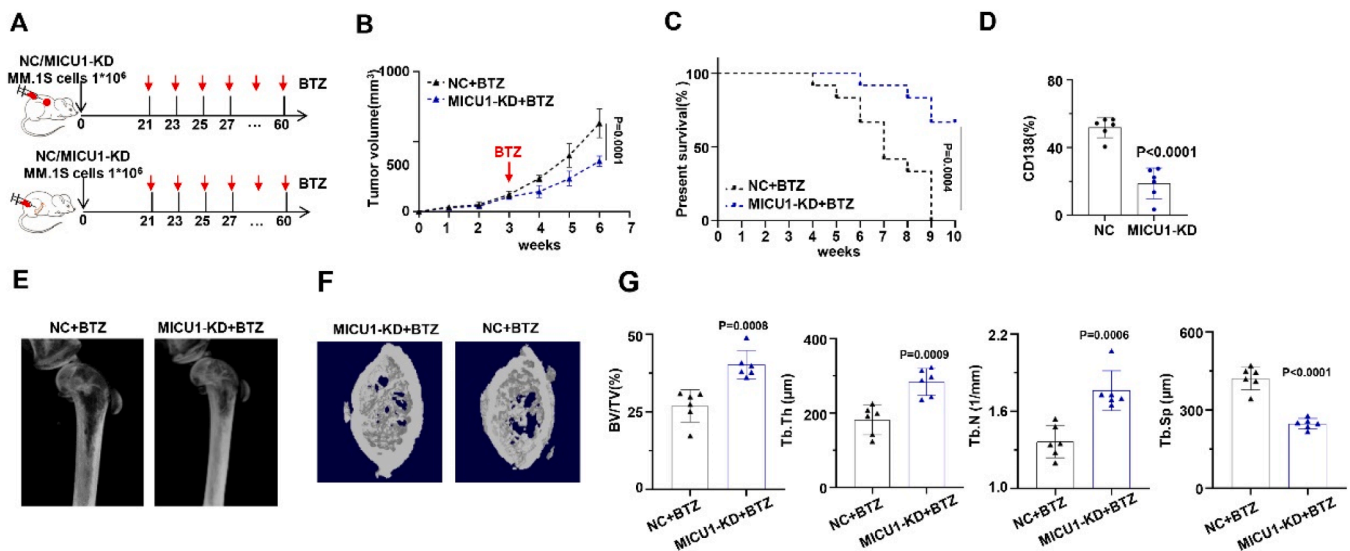 A
NC/MICU1-KD
MM.1S cells 1*10⁶
BTZ
0
21 23 25 27 ... 60
NC/MICU1-KD
MM.1S cells 1*10⁶
BTZ
0
21 23 25 27 ... 60
B
Tumor volume(mm³)
1000
500
0
NC+BTZ
MICU1-KD+BTZ
BTZ
P=0.0001
0 1 2 3 4 5 6 7
weeks
C
Present survival(% )
100
50
0
NC+BTZ
MICU1-KD+BTZ
P=0.0004
0 1 2 3 4 5 6 7 8 9 10
weeks
D
CD138(%)
80
60
40
20
0
P<0.0001
NC MICU1-KD
E
NC+BTZ MICU1-KD+BTZ
F
MICU1-KD+BTZ NC+BTZ
G
BV/TV(%)
50
25
0
P=0.0008
NC+BTZ
MICU1-KD+BTZ
Tb.Th (μm)
400
200
0
P=0.0009
NC+BTZ
MICU1-KD+BTZ
Tb.N (1/mm)
2.2
1.6
1.0
P=0.0006
NC+BTZ
MICU1-KD+BTZ
Tb.Sp (μm)
600
300
0
P<0.0001
NC+BTZ
MICU1-KD+BTZ